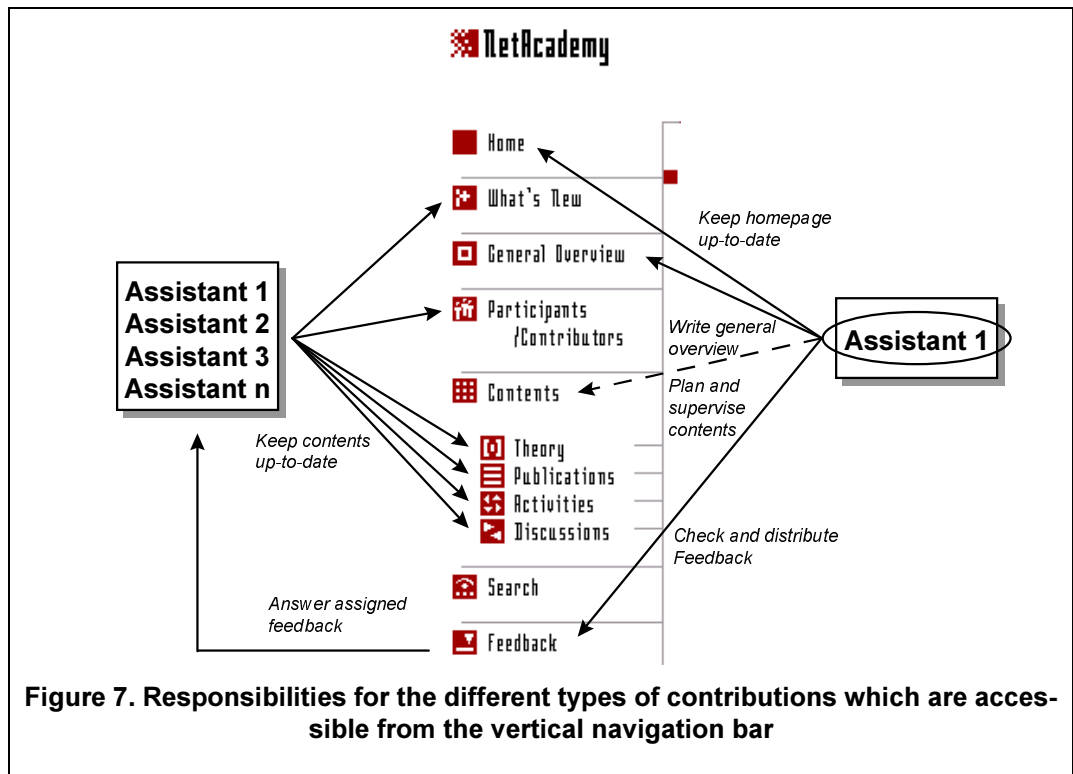 NetAcademy
Home
What's New
General Overview
Participants
/Contributors
Contents
Theory
Publications
Activities
Discussions
Search
Feedback
Assistant 1
Assistant 2
Assistant 3
Assistant n
Keep contents
up-to-date
Answer assigned
feedback
Keep homepage
up-to-date
Write general
overview
Plan and
supervise
contents
Check and distribute
Feedback
Assistant 1
Figure 7. Responsibilities for the different types of contributions which are acces-
sible from the vertical navigation bar